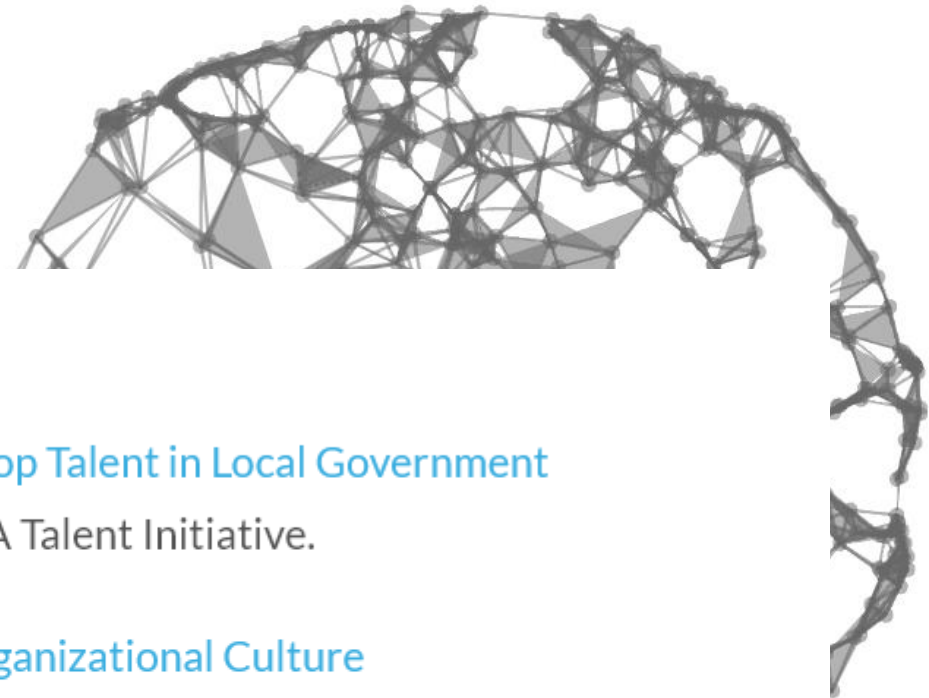 op Talent in Local Government
A Talent Initiative.
ganizational Culture